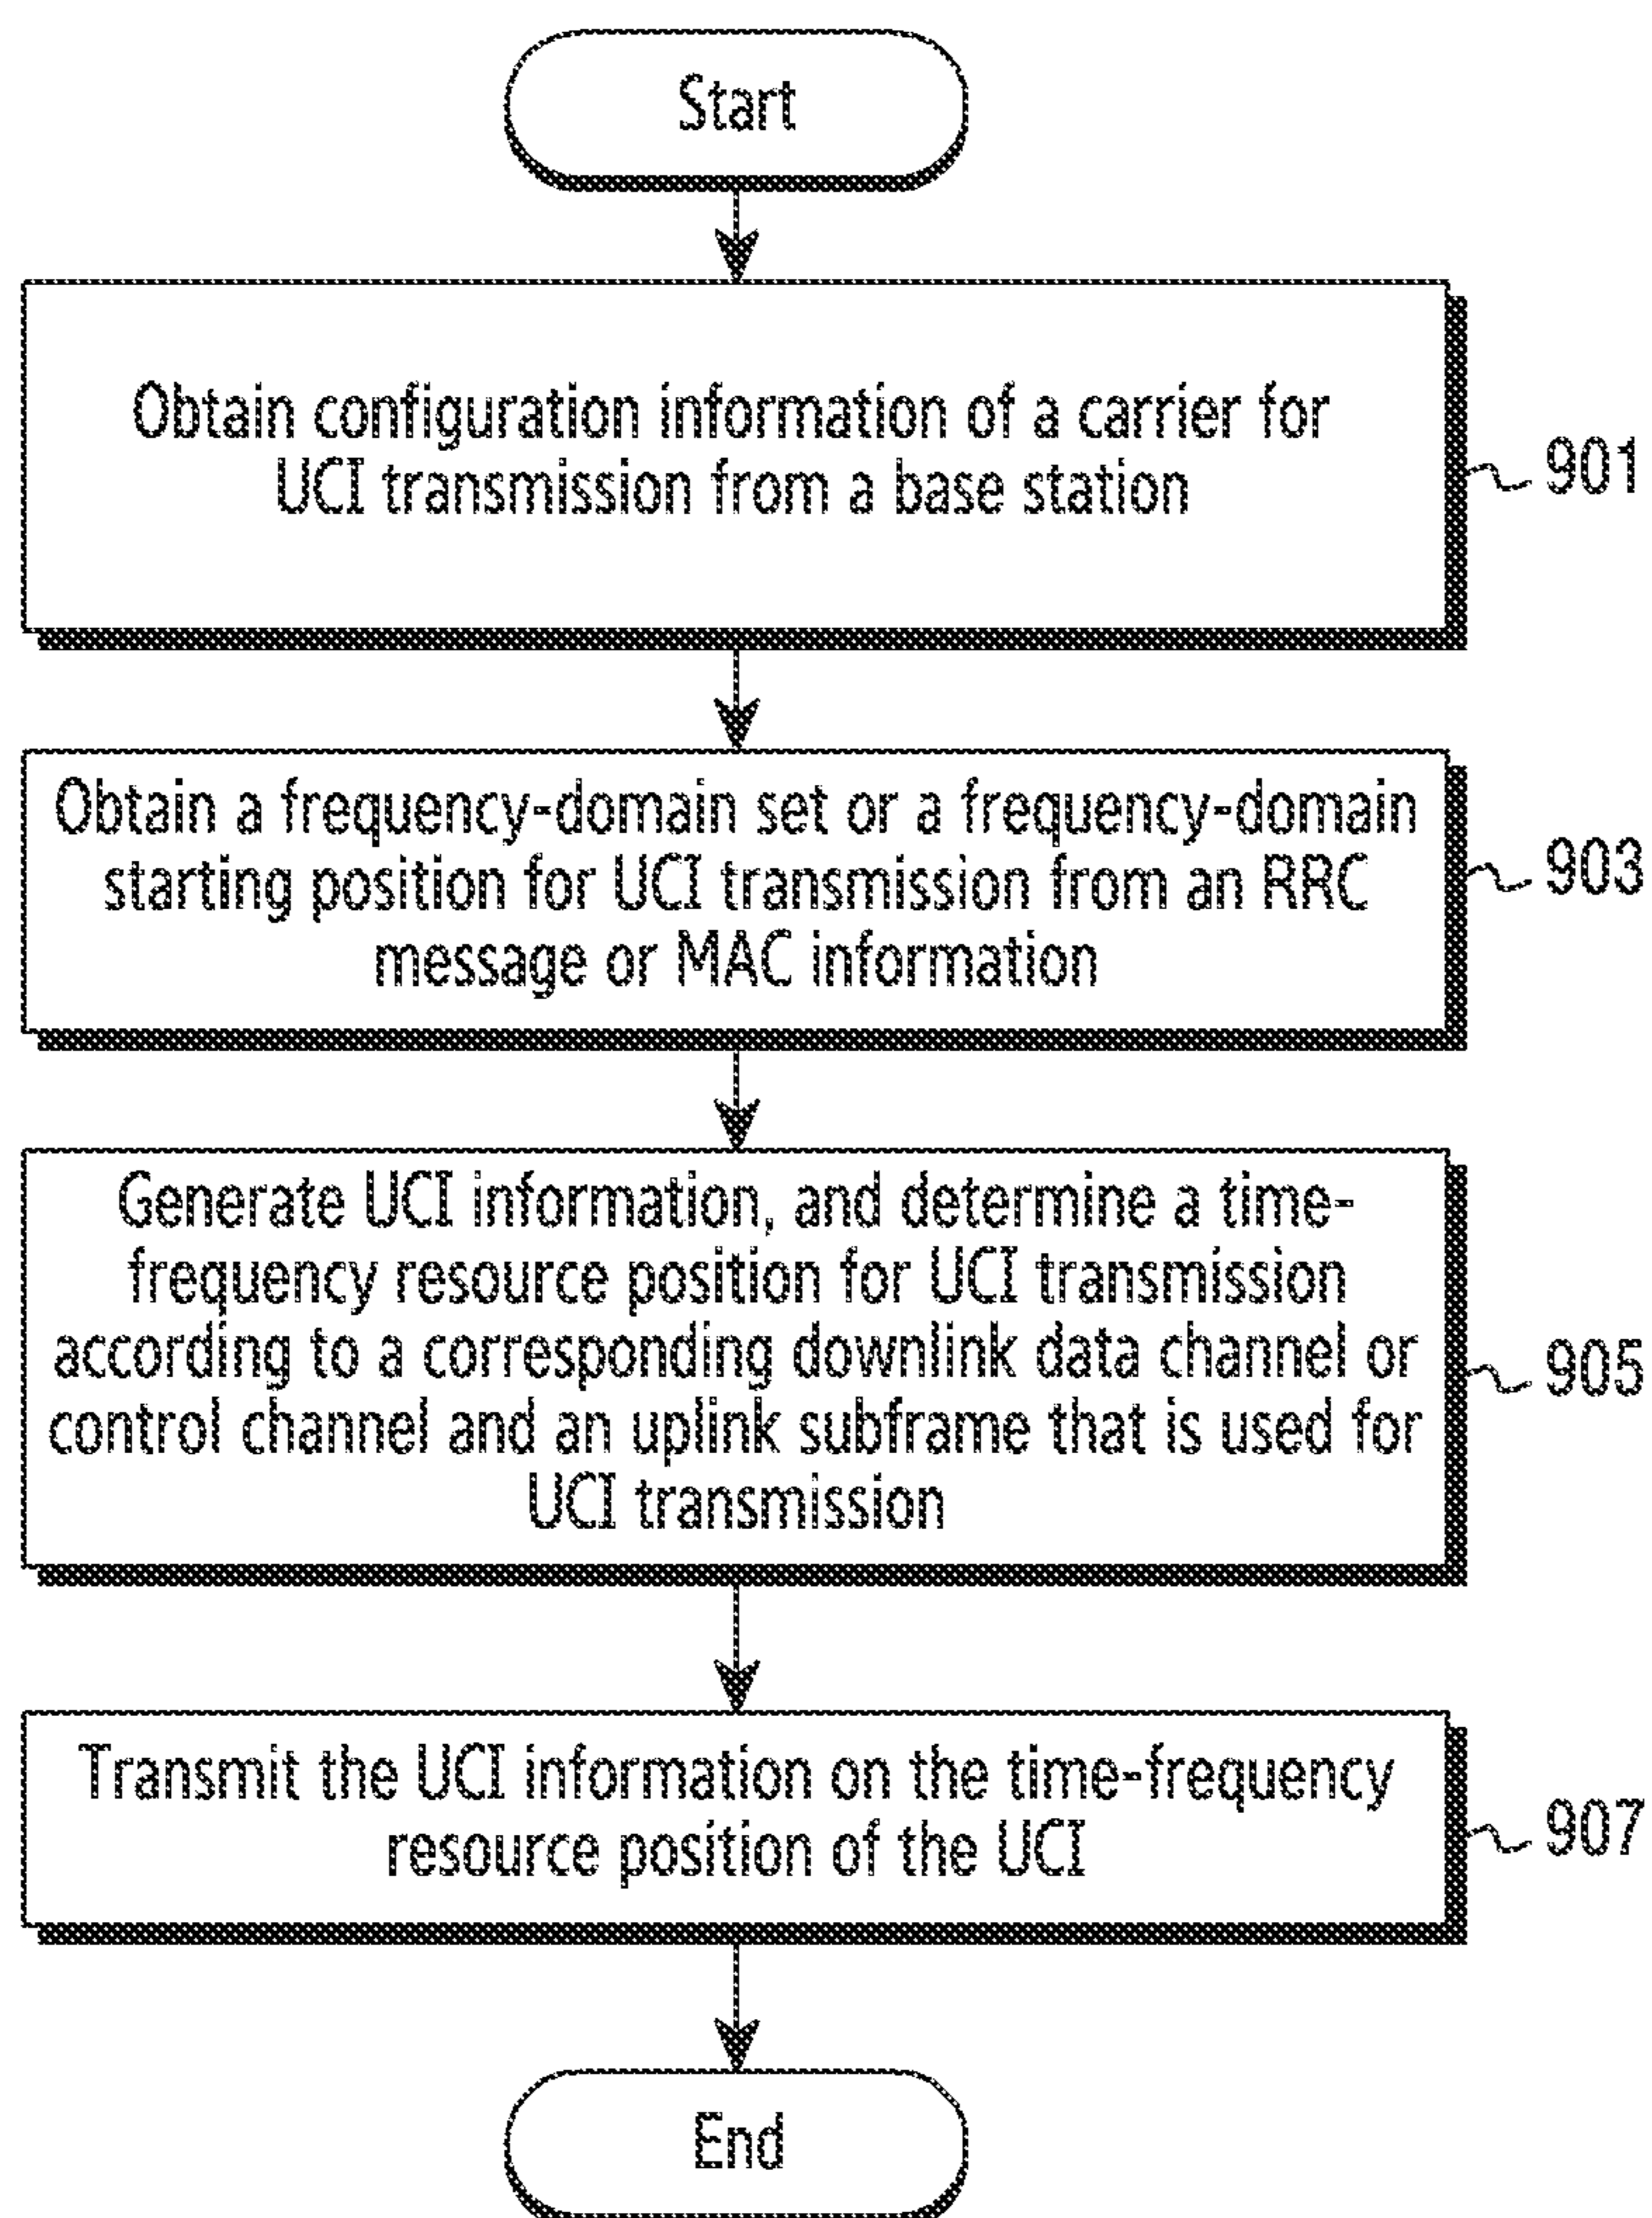 Start
Obtain configuration information of a carrier for
UCI transmission from a base station
901
Obtain a frequency-domain set or a frequency-domain
starting position for UCI transmission from an RRC
message or MAC information
903
Generate UCI information, and determine a time-
frequency resource position for UCI transmission
according to a corresponding downlink data channel or
control channel and an uplink subframe that is used for
UCI transmission
905
Transmit the UCI information on the time-frequency
resource position of the UCI
907
End